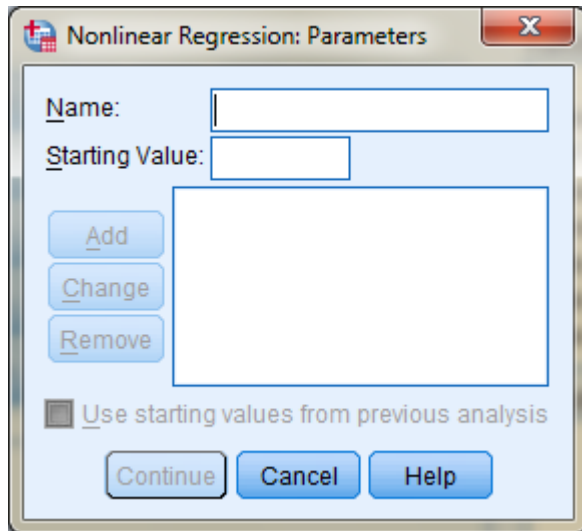 Nonlinear Regression: Parameters
Name:
Starting Value:
Add
Change
Remove
Use starting values from previous analysis
Continue Cancel Help